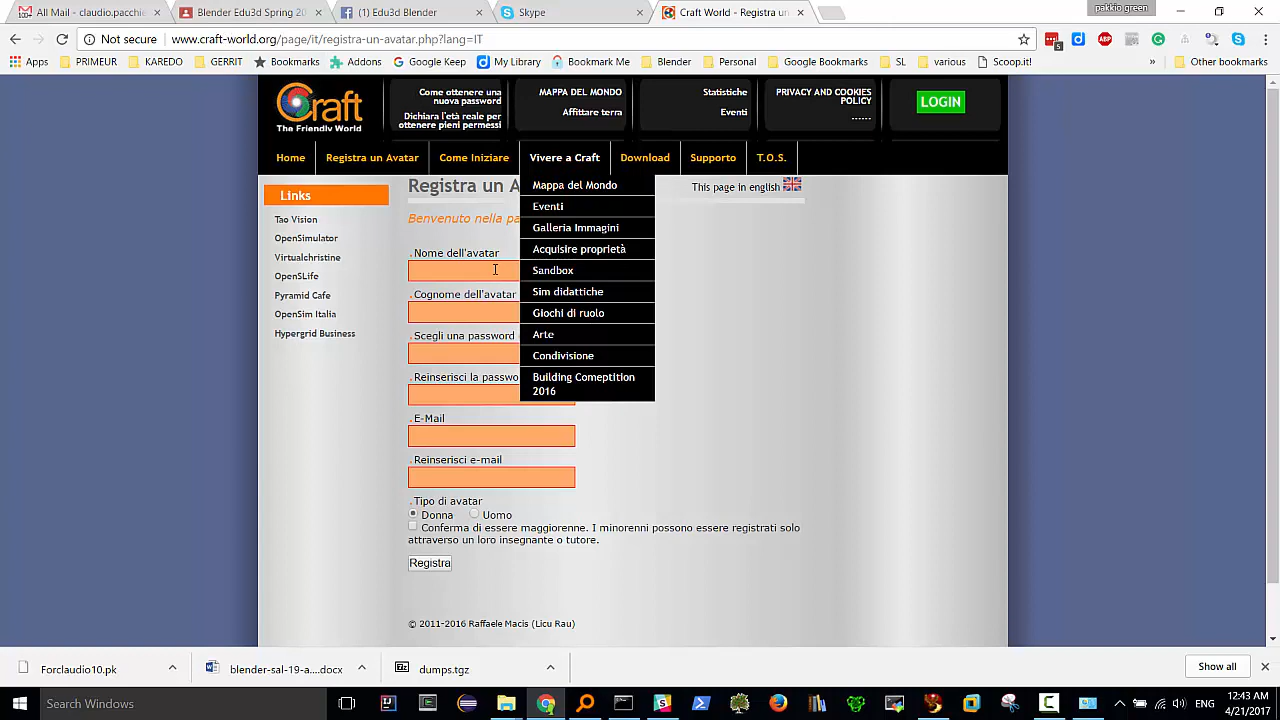 All Mail - claudio.pacchie
Blender Edu3d Spring 20
(1) Edu3d Blender
Skype
Craft World - Registra un
pakito green
Not secure
www.craft-world.org/page/it/registra-un-avatar.php?lang=IT
PRIMEUR
KAREDO
GERRIT
Bookmarks
Addons
Google Keep
My Library
Bookmark Me
Blender
Personal
Google Bookmarks
SL
various
Scoop.it!
»
Other bookmarks
Craft
The Friendly World
Come ottenere una
nuova password
Dichiara l'età reale per
ottenere pieni permessi
MAPPA DEL MONDO
Affittare terra
Statistiche
Eventi
PRIVACY AND COOKIES
POLICY
------
LOGIN
Home
Registra un Avatar
Come Iniziare
Vivere a Craft
Download
Supporto
T.O.S.
Links
Tao Vision
OpenSimulator
Virtualchristine
OpenSLife
Pyramid Cafe
OpenSim Italia
Hypergrid Business
Registra un A
This page in english
Benvenuto nella pa
Mappa del Mondo
Eventi
Galleria Immagini
Acquisire proprietà
Sandbox
Sim didattiche
Giochi di ruolo
Arte
Condivisione
Building Comeptition
2016
.Nome dell'avatar
.Cognome dell'avatar
.Scegli una password
.Reinserisci la passwo
.E-Mail
.Reinserisci e-mail
.Tipo di avatar
Donna Uomo
Conferma di essere maggiorenne. I minorenni possono essere registrati solo
attraverso un loro insegnante o tutore.
Registra
© 2011-2016 Raffaele Macis (Licu Rau)
Forclaudio10.pk
blender-sal-19-a....docx
dumps.tgz
Show all
Search Windows
ENG
12:43 AM
4/21/2017